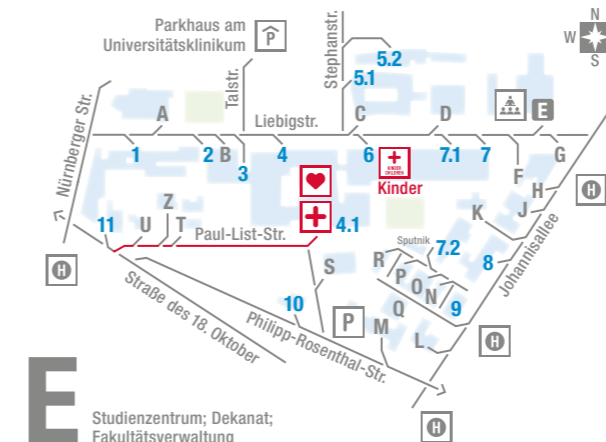 Parkhaus am
Universitätsklinikum
P
Stephanstr.
5.2
5.1
N
W
S
Talstr.
Nürnberger Str.
A
Liebigstr.
C
D
E
1
2
B
3
4
6
KINDER
CHILDREN
Kinder
7.1
7
F
G
H
J
H
K
Johannisallee
11
U
Z
T
Paul-List-Str.
4.1
S
Sputnik
7.2
R
P
O
N
Q
8
9
H
H
Straße des 18. Oktober
10
Philipp-Rosenthal-Str.
P
M
L
H
E
Studienzentrum; Dekanat;
Fakultätsverwaltung